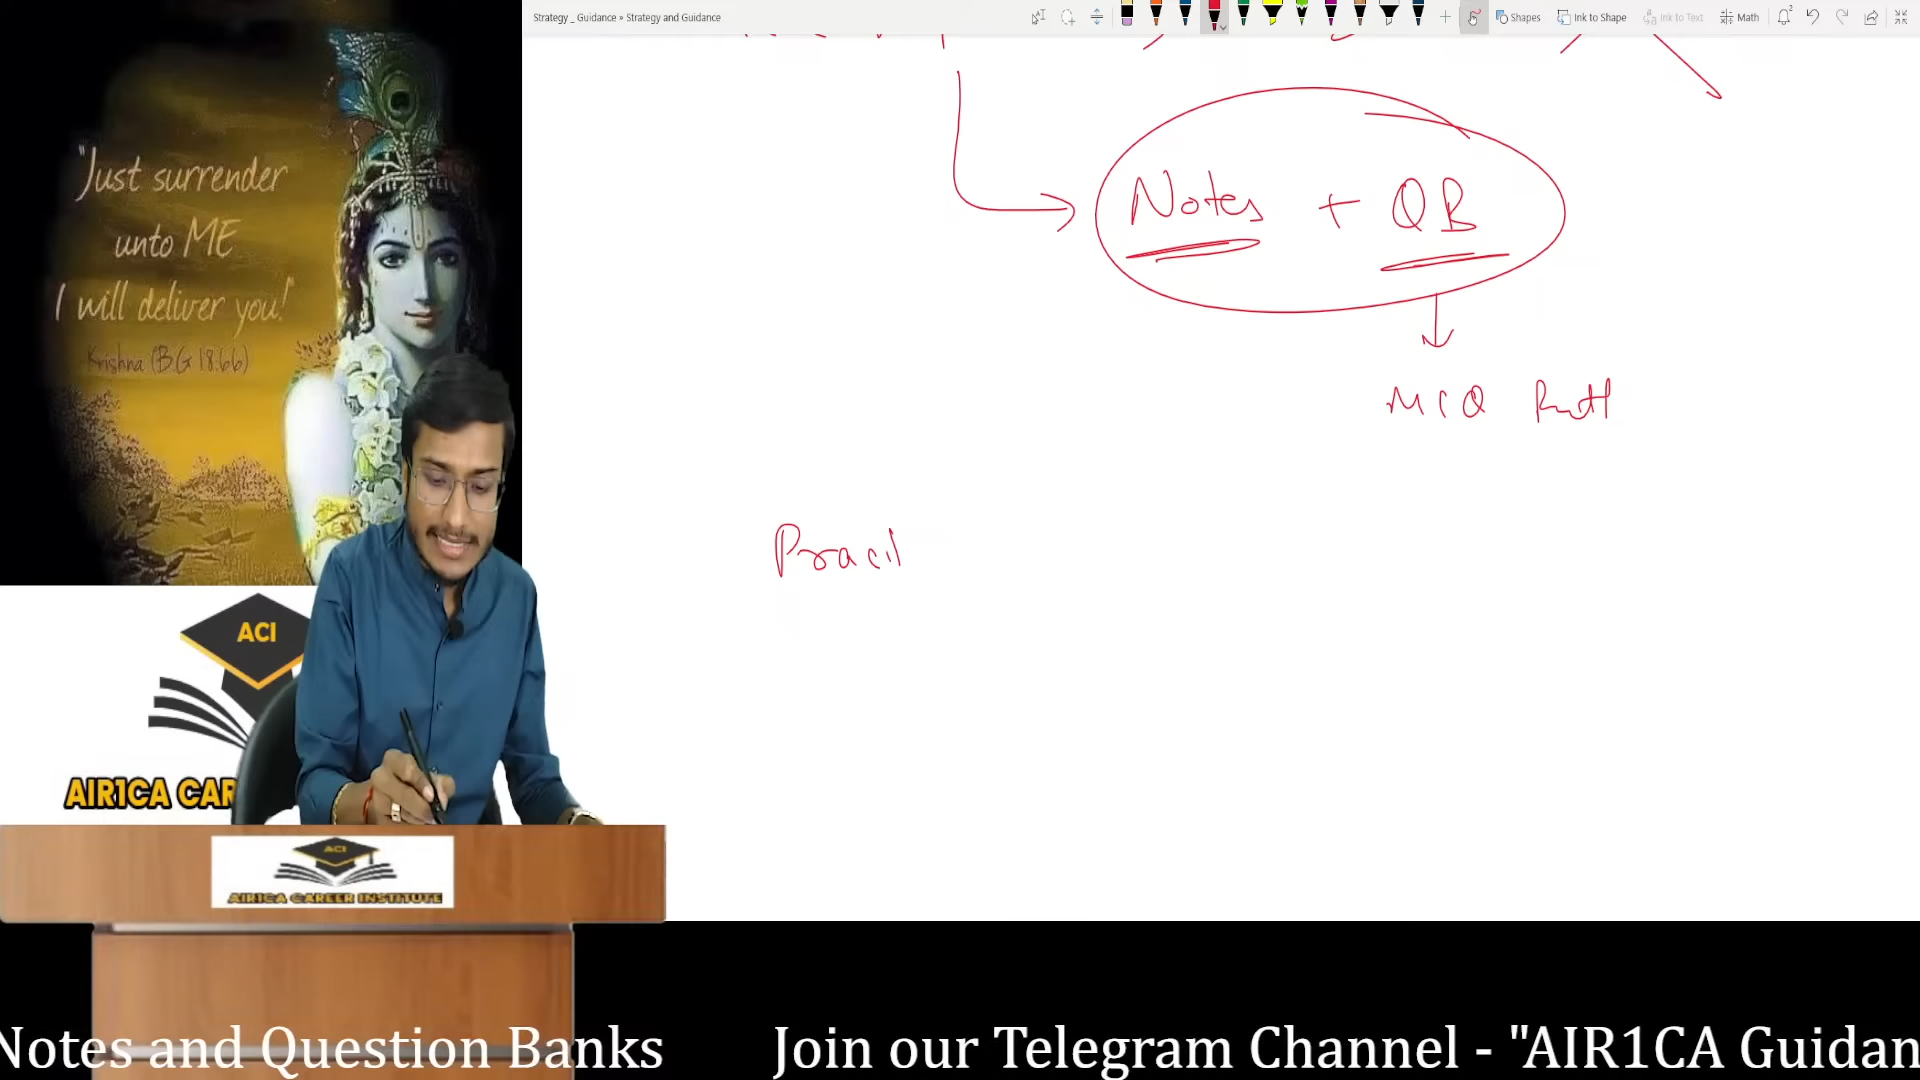 Strategy _ Guidance » Strategy and Guidance
Shapes
Ink to Shape
Ink to Text
Math
"Just surrender
unto ME
I will deliver you!"
Krishna (B.G 18.66)
Notes + QB
MCQ
Pracil
ACI
AIR1CA CAR
ACI
AIR1CA CAREER INSTITUTE
Notes and Question Banks Join our Telegram Channel - "AIR1CA Guidan